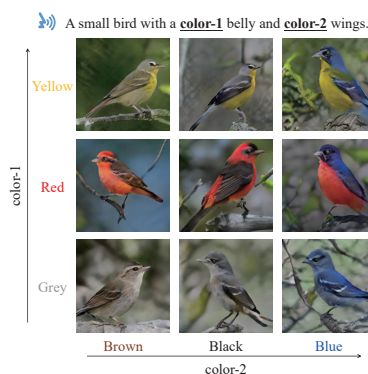 A small bird with a color-1 belly and color-2 wings.
Yellow
color-1
Red
Grey
Brown Black Blue
color-2